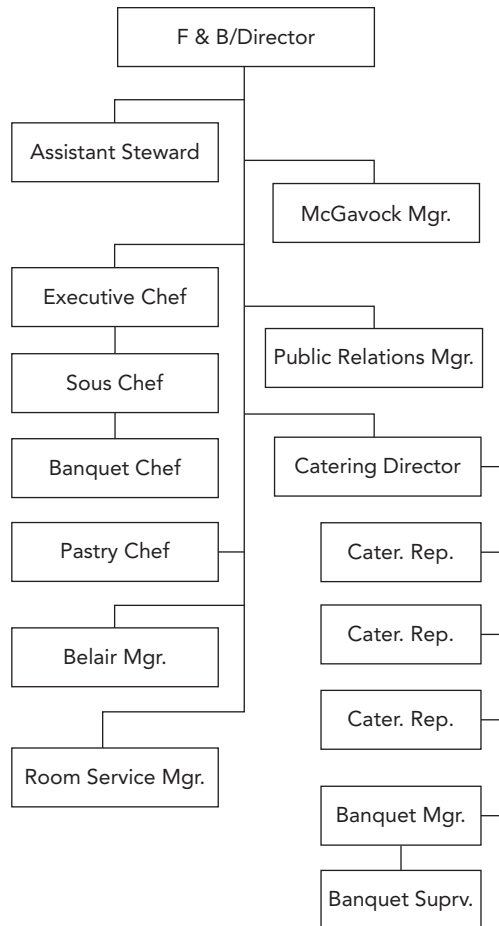 F & B/Director
Assistant Steward
McGavock Mgr.
Executive Chef
Public Relations Mgr.
Sous Chef
Banquet Chef
Catering Director
Pastry Chef
Cater. Rep.
Belair Mgr.
Cater. Rep.
Cater. Rep.
Room Service Mgr.
Banquet Mgr.
Banquet Suprv.